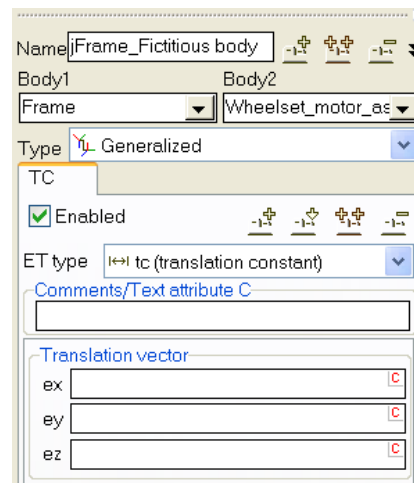 Name jFrame_Fictitious body
Body1 Body2
Frame Wheelset_motor_as
Type Generalized
TC
Enabled
ET type tc (translation constant)
Comments/Text attribute C
Translation vector
ex C
ey C
ez C